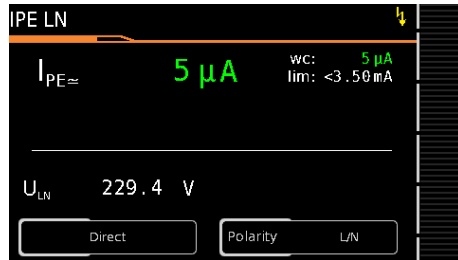 IPE LN
IPE≃ 5 µA wc: 5 µA
lim: <3.50mA
ULN 229.4 V
Direct Polarity L/N